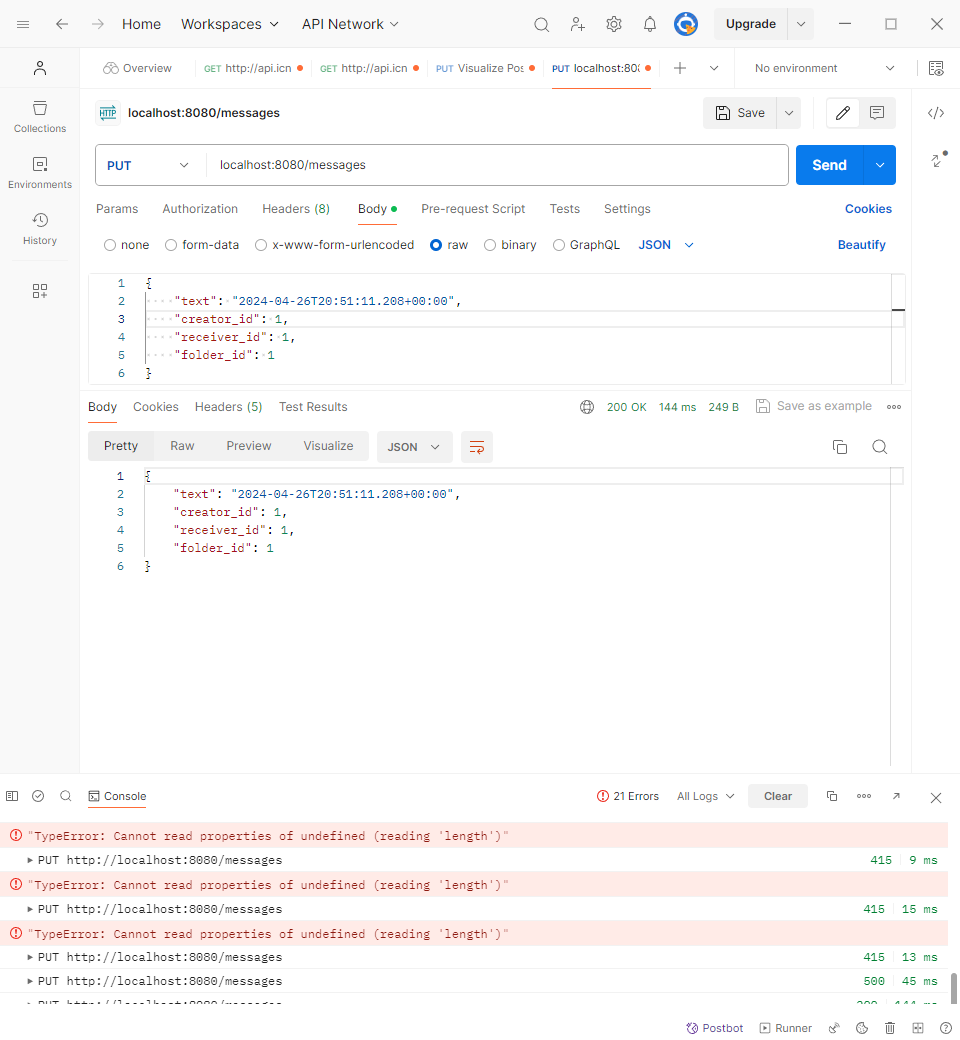 Home Workspaces API Network Upgrade
Overview GET http://api.icn GET http://api.icn PUT Visualize Pos PUT localhost:808 No environment
HTTP localhost:8080/messages Save
Collections
Environments
History
PUT localhost:8080/messages Send
Params Authorization Headers (8) Body Pre-request Script Tests Settings Cookies
none form-data x-www-form-urlencoded raw binary GraphQL JSON Beautify
1 {
2 "text": "2024-04-26T20:51:11.208+00:00",
3 "creator_id": 1,
4 "receiver_id": 1,
5 "folder_id": 1
6 }
Body Cookies Headers (5) Test Results 200 OK 144 ms 249 B Save as example
Pretty Raw Preview Visualize JSON
1 {
2 "text": "2024-04-26T20:51:11.208+00:00",
3 "creator_id": 1,
4 "receiver_id": 1,
5 "folder_id": 1
6 }
Console 21 Errors All Logs Clear
"TypeError: Cannot read properties of undefined (reading 'length')"
PUT http://localhost:8080/messages 415 9 ms
"TypeError: Cannot read properties of undefined (reading 'length')"
PUT http://localhost:8080/messages 415 15 ms
"TypeError: Cannot read properties of undefined (reading 'length')"
PUT http://localhost:8080/messages 415 13 ms
PUT http://localhost:8080/messages 500 45 ms
PUT http://localhost:8080/messages 200 144 ms
Postbot Runner